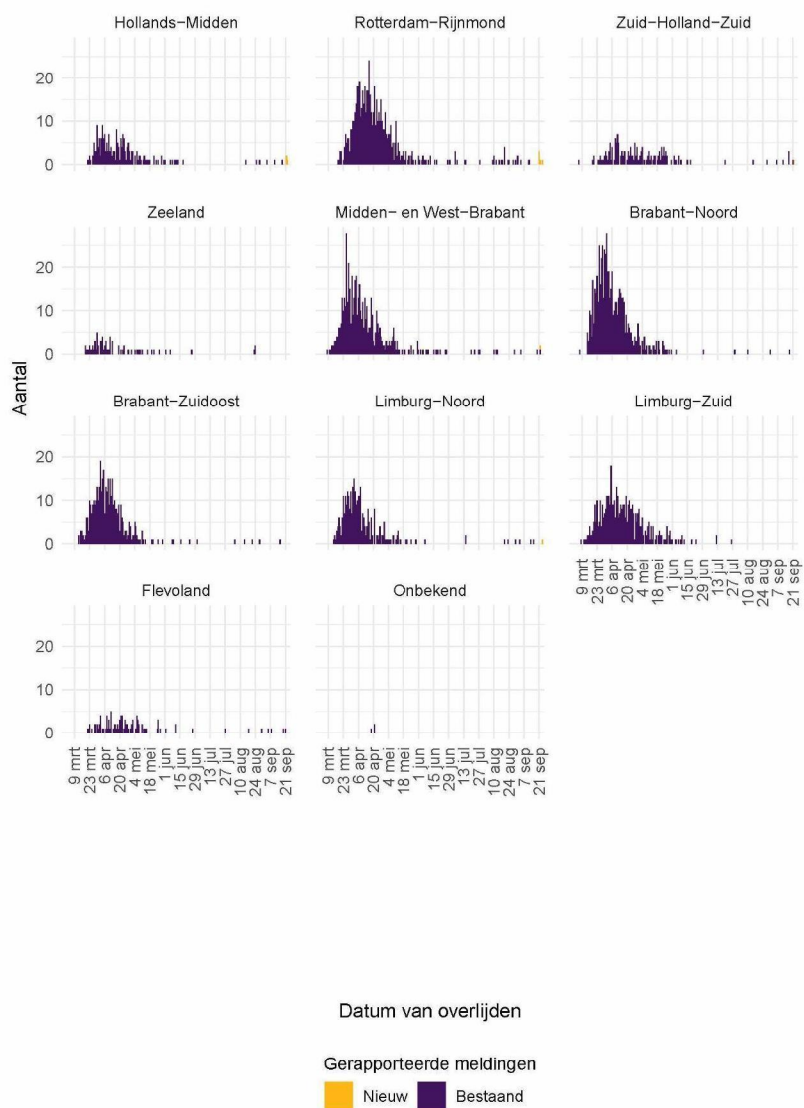 Hollands−Midden Rotterdam−Rijnmond Zuid−Holland−Zuid
20
10
0
Zeeland Midden− en West−Brabant Brabant−Noord
20
10
0
Aantal
Brabant−Zuidoost Limburg−Noord Limburg−Zuid
20
10
0
9 mrt 23 mrt 6 apr 20 apr 4 mei 18 mei 1 jun 15 jun 29 jun 13 jul 27 jul 10 aug 24 aug 7 sep 21 sep
Flevoland Onbekend
20
10
0
9 mrt 23 mrt 6 apr 20 apr 4 mei 18 mei 1 jun 15 jun 29 jun 13 jul 27 jul 10 aug 24 aug 7 sep 21 sep 9 mrt 23 mrt 6 apr 20 apr 4 mei 18 mei 1 jun 15 jun 29 jun 13 jul 27 jul 10 aug 24 aug 7 sep 21 sep
Datum van overlijden
Gerapporteerde meldingen
Nieuw Bestaand